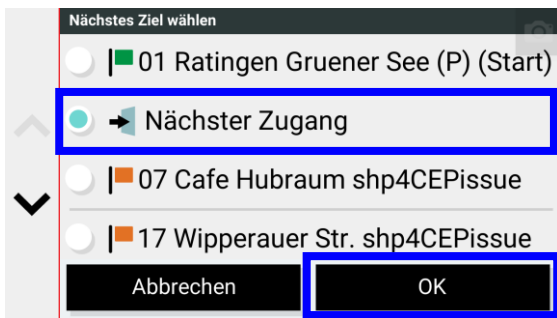 Nächstes Ziel wählen
01 Ratingen Gruener See (P) (Start)
Nächster Zugang
07 Cafe Hubraum shp4CEPissue
17 Wipperauer Str. shp4CEPissue
Abbrechen OK